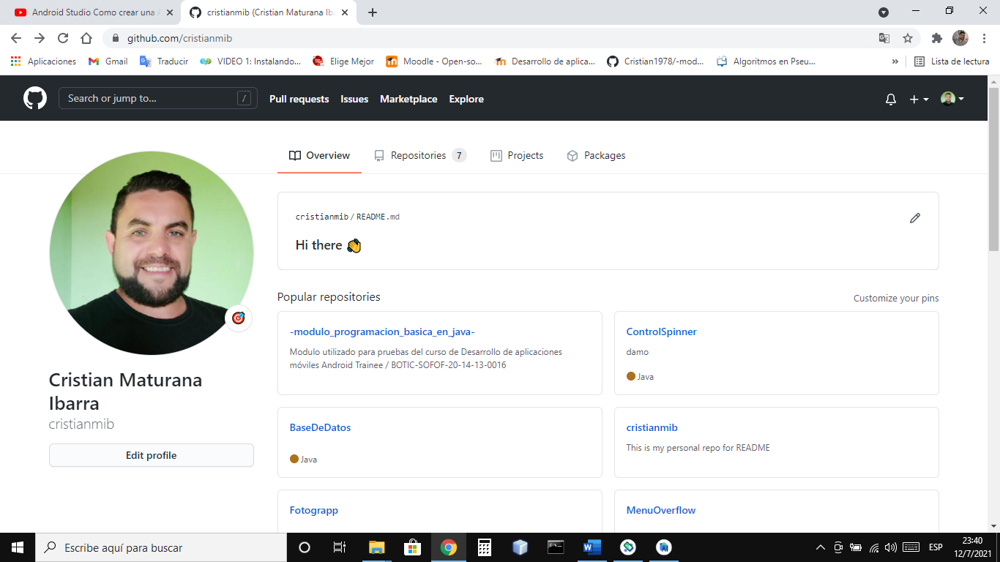 Android Studio Como crear una
cristianmib (Cristian Maturana Iba
github.com/cristianmib
Aplicaciones
Gmail
Traducir
VIDEO 1: Instalando...
Elige Mejor
Moodle - Open-so...
Desarrollo de aplica...
Cristian1978/-mod...
Algoritmos en Pseu...
»
Lista de lectura
Search or jump to...
/
Pull requests
Issues
Marketplace
Explore
Overview
Repositories 7
Projects
Packages
cristianmib / README.md
Hi there 👋
Popular repositories
Customize your pins
-modulo_programacion_basica_en_java-
Modulo utilizado para pruebas del curso de Desarrollo de aplicaciones
móviles Android Trainee / BOTIC-SOFOF-20-14-13-0016
ControlSpinner
damo
Java
BaseDeDatos
Java
cristianmib
This is my personal repo for README
Fotograpp
MenuOverflow
Cristian Maturana
Ibarra
cristianmib
Edit profile
Escribe aquí para buscar
ESP
23:40
12/7/2021